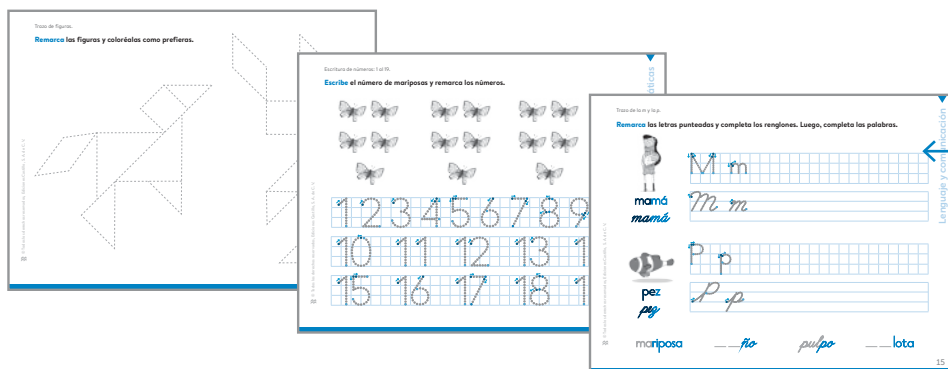 Trazo de figuras.
Remarca las figuras y coloréalas como prefieras.
Escritura de números: 1 al 19.
Escribe el número de mariposas y remarca los números.
1 2 3 4 5 6 7 8 9
10 11 12 13 1
15 16 17 18 1
áticos
Trazo de la m y la p.
Remarca las letras punteadas y completa los renglones. Luego, completa las palabras.
Lenguaje y comunicación
M m
mamá
mamá
M m
P p
pez
pez
P p
mariposa _ _ño pulpo _ _lota
15